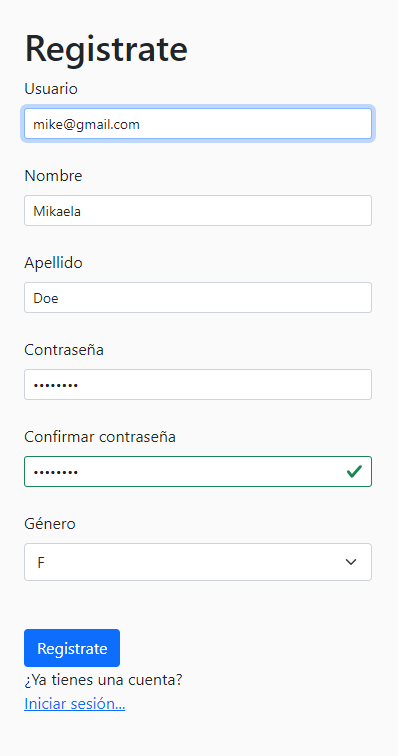 Registrate
Usuario
mike@gmail.com
Nombre
Mikaela
Apellido
Doe
Contraseña
••••••••
Confirmar contraseña
••••••••
Género
F
Registrate
¿Ya tienes una cuenta?
Iniciar sesión...